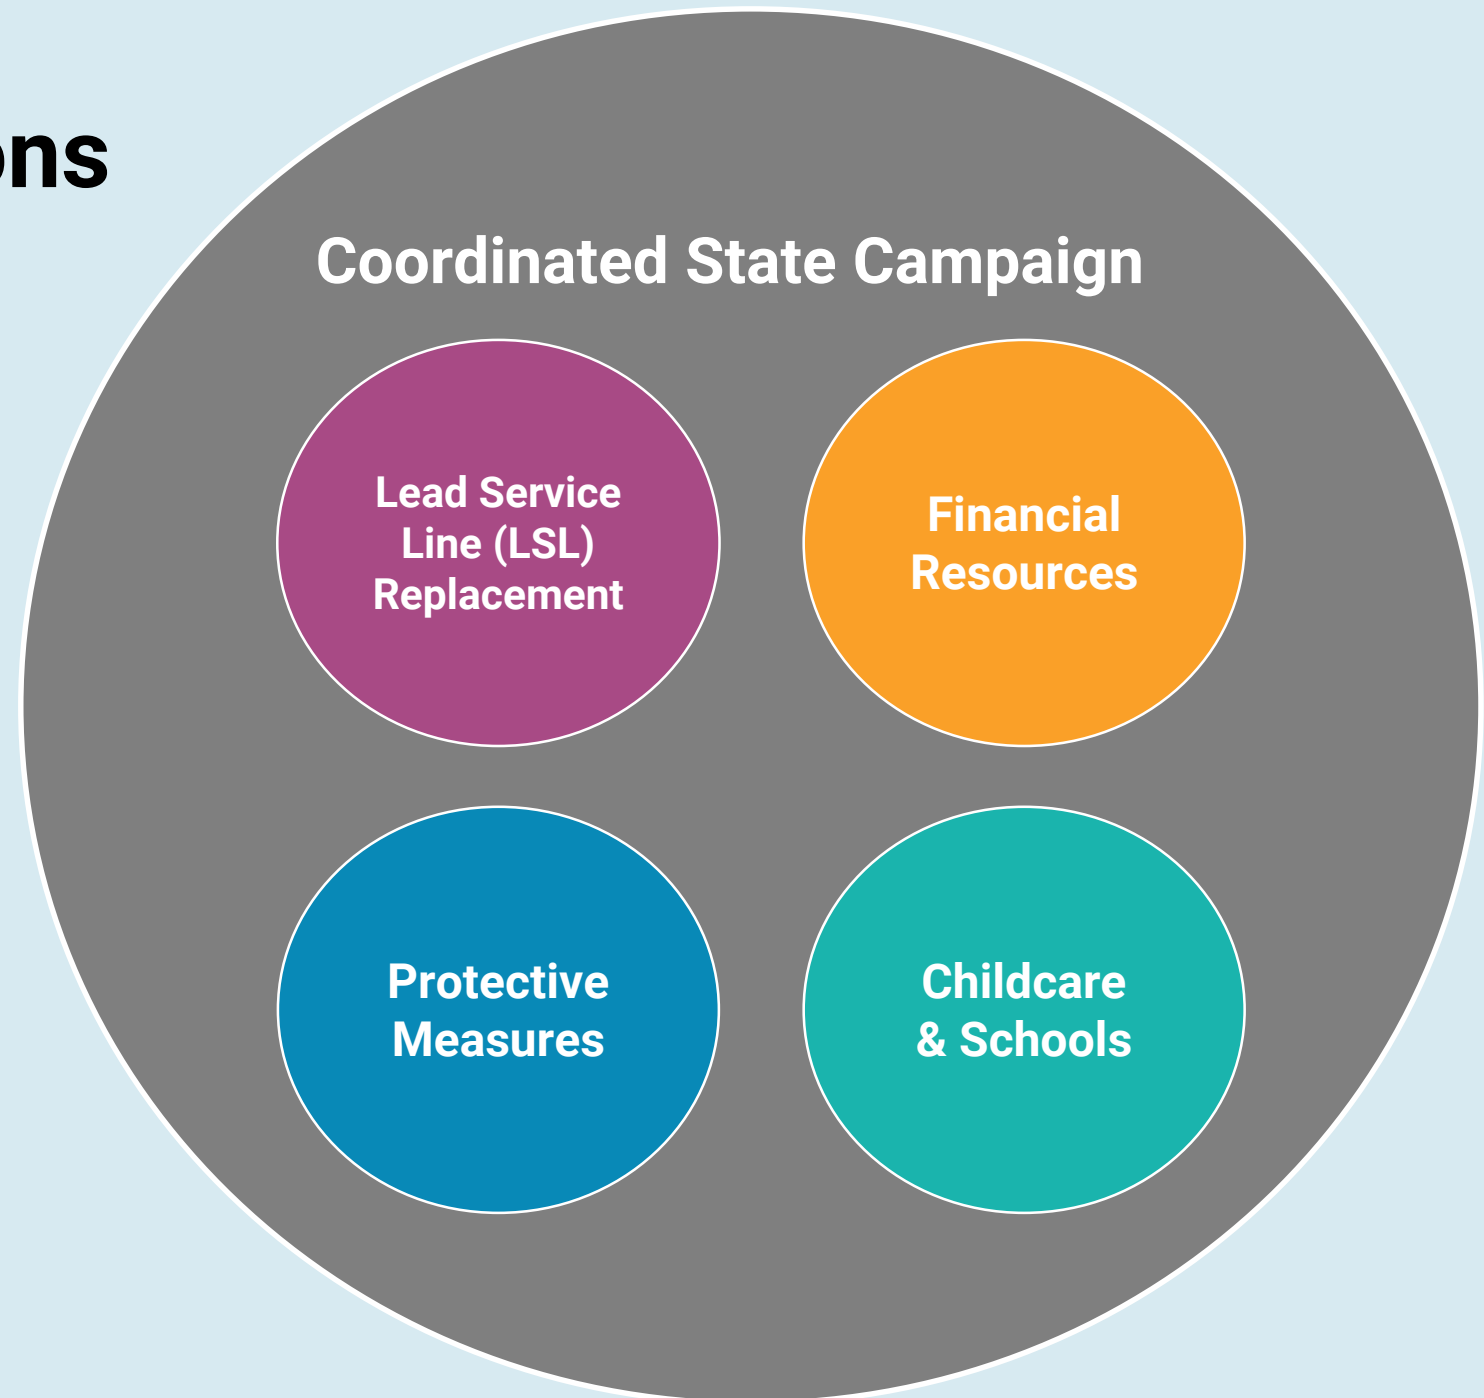 ons
Coordinated State Campaign
Lead Service
Line (LSL)
Replacement
Financial
Resources
Protective
Measures
Childcare
& Schools